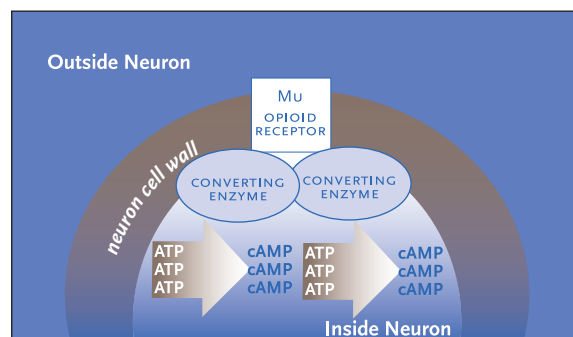 Outside Neuron
Mu
OPIOID
RECEPTOR
neuron cell wall
CONVERTING
ENZYME
CONVERTING
ENZYME
ATP cAMP ATP cAMP
ATP cAMP ATP cAMP
ATP cAMP ATP cAMP
Inside Neuron